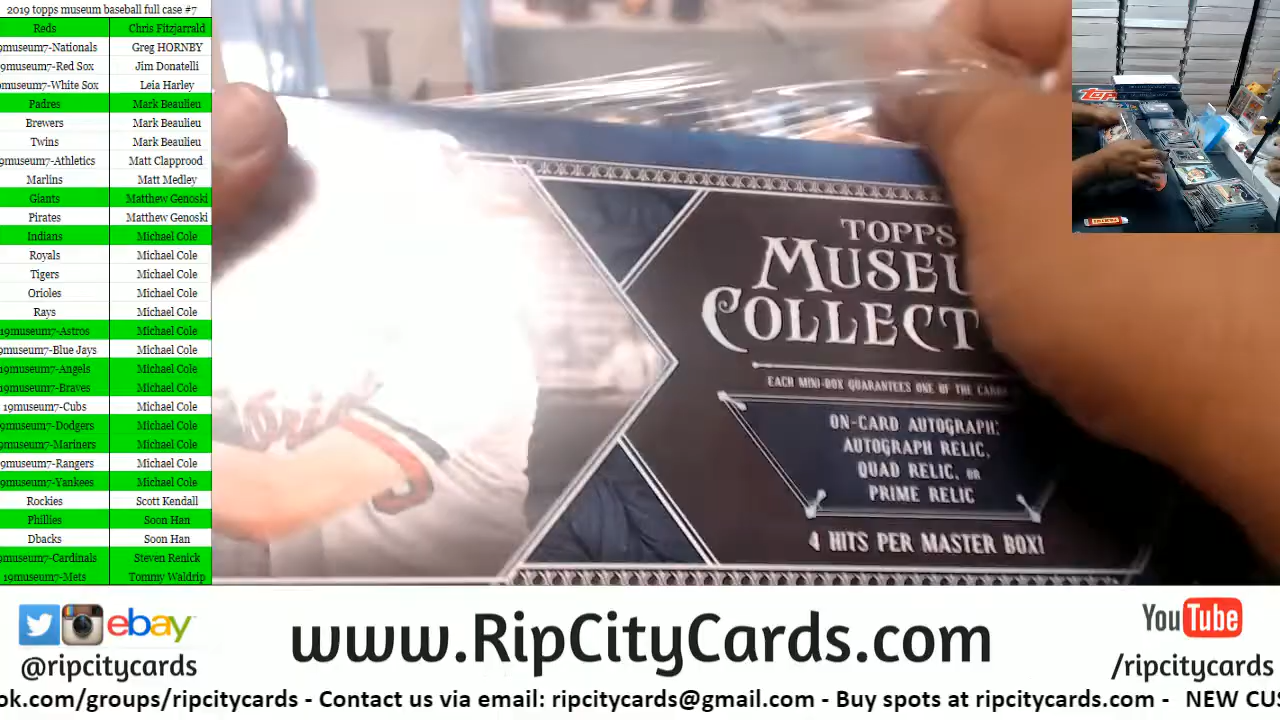 2019 topps museum baseball full case #7
Reds Chris Fitzjarrald
9museum7-Nationals Greg HORNBY
9museum7-Red Sox Jim Donatelli
museum7-White Sox Leia Harley
Padres Mark Beaulieu
Brewers Mark Beaulieu
Twins Mark Beaulieu
9museum7-Athletics Matt Clapprood
Marlins Matt Medley
Giants Matthew Genoski
Pirates Matthew Genoski
Indians Michael Cole
Royals Michael Cole
Tigers Michael Cole
Orioles Michael Cole
Rays Michael Cole
19museum7-Astros Michael Cole
9museum7-Blue Jays Michael Cole
9museum7-Angels Michael Cole
9museum7-Braves Michael Cole
19museum7-Cubs Michael Cole
9museum7-Dodgers Michael Cole
9museum7-Mariners Michael Cole
9museum7-Rangers Michael Cole
9museum7-Yankees Michael Cole
Rockies Scott Kendall
Phillies Soon Han
Dbacks Soon Han
9museum7-Cardinals Steven Renick
19museum7-Mets Tommy Waldrip
TOPPS
MUSEU
COLLECT
EACH MINI-BOX GUARANTEES ONE OF THE CARDS
ON-CARD AUTOGRAPH,
AUTOGRAPH RELIC,
QUAD RELIC, OR
PRIME RELIC
4 HITS PER MASTER BOX!
ebay
@ripcitycards
www.RipCityCards.com
YouTube
/ripcitycards
ok.com/groups/ripcitycards - Contact us via email: ripcitycards@gmail.com - Buy spots at ripcitycards.com - NEW CUS